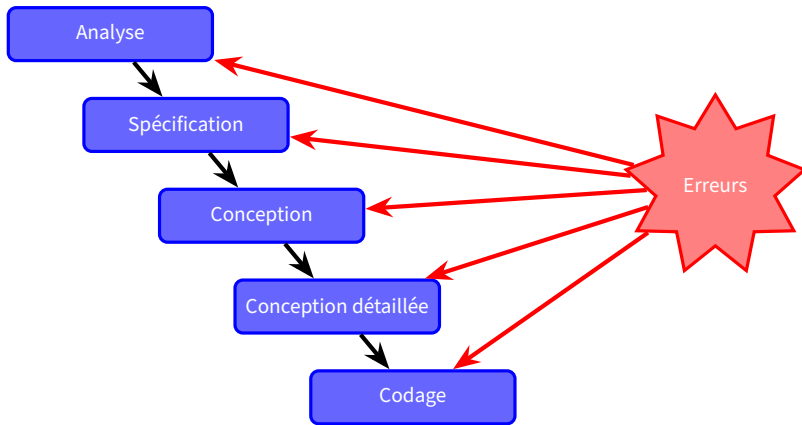 Analyse
Spécification
Erreurs
Conception
Conception détaillée
Codage